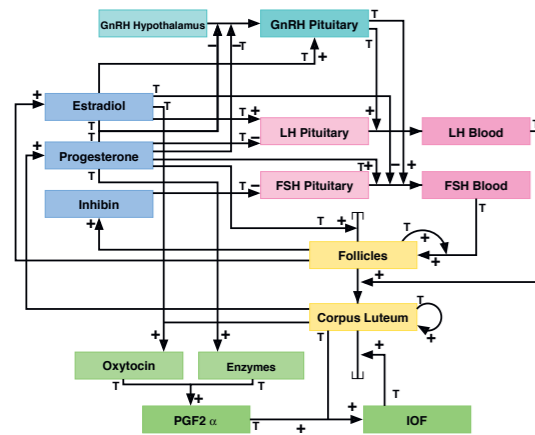 GnRH Hypothalamus
GnRH Pituitary
T
T
T
– –T
T +
Estradiol
+
T
T
T
T +
+
+
LH Pituitary
LH Blood
T
Progesterone
+
T
T
T –
T+
–
+
FSH Pituitary
FSH Blood
T
T –
Inhibin
+
T +
T
T
+
+
Follicles
+
T
Corpus Luteum
+
+
+
T
+
Oxytocin
Enzymes
T
T
+
T
PGF2 α
T
+
+
IOF